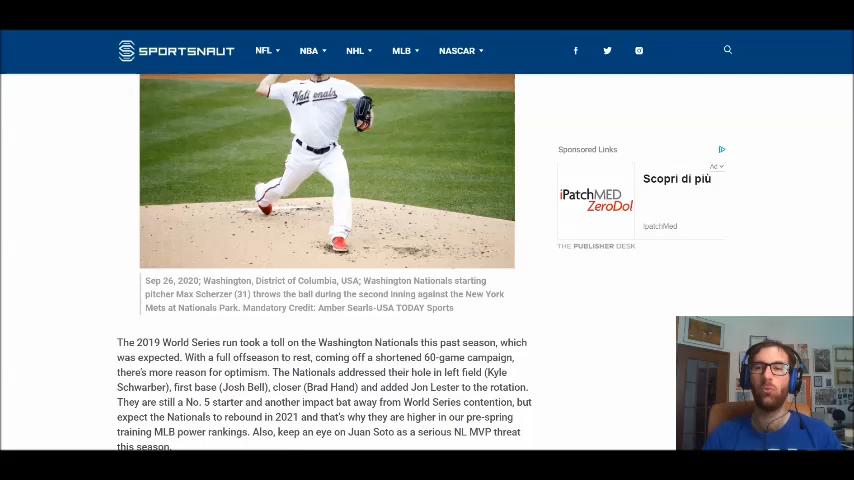 SPORTSNAUT NFL NBA NHL MLB NASCAR
Nationals
Sponsored Links
Ad
Scopri di più
iPatchMED
ZeroDol
IpatchMed
THE PUBLISHER DESK
Sep 26, 2020; Washington, District of Columbia, USA; Washington Nationals starting
pitcher Max Scherzer (31) throws the ball during the second inning against the New York
Mets at Nationals Park. Mandatory Credit: Amber Searls-USA TODAY Sports
The 2019 World Series run took a toll on the Washington Nationals this past season, which
was expected. With a full offseason to rest, coming off a shortened 60-game campaign,
there's more reason for optimism. The Nationals addressed their hole in left field (Kyle
Schwarber), first base (Josh Bell), closer (Brad Hand) and added Jon Lester to the rotation.
They are still a No. 5 starter and another impact bat away from World Series contention, but
expect the Nationals to rebound in 2021 and that's why they are higher in our pre-spring
training MLB power rankings. Also, keep an eye on Juan Soto as a serious NL MVP threat
this season.